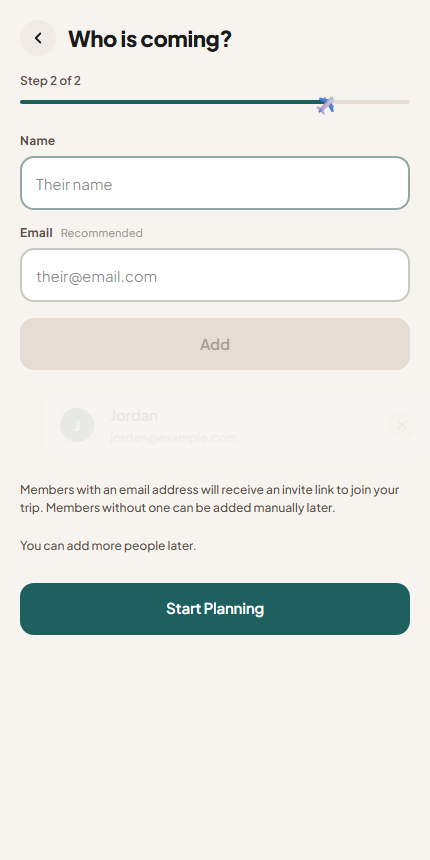 Who is coming?
Step 2 of 2
Name
Their name
Email Recommended
their@email.com
Add
J
Jordan
jordan@example.com
Members with an email address will receive an invite link to join your
trip. Members without one can be added manually later.
You can add more people later.
Start Planning